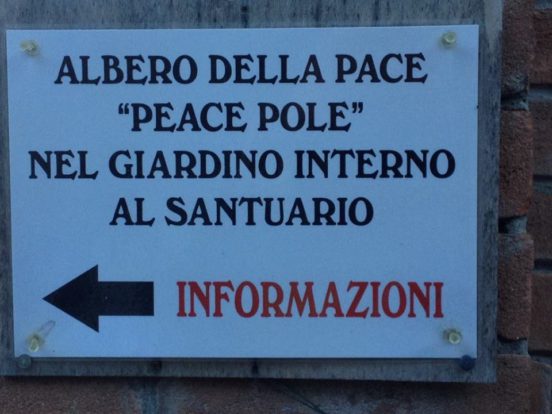 ALBERO DELLA PACE
“PEACE POLE”
NEL GIARDINO INTERNO
AL SANTUARIO
INFORMAZIONI